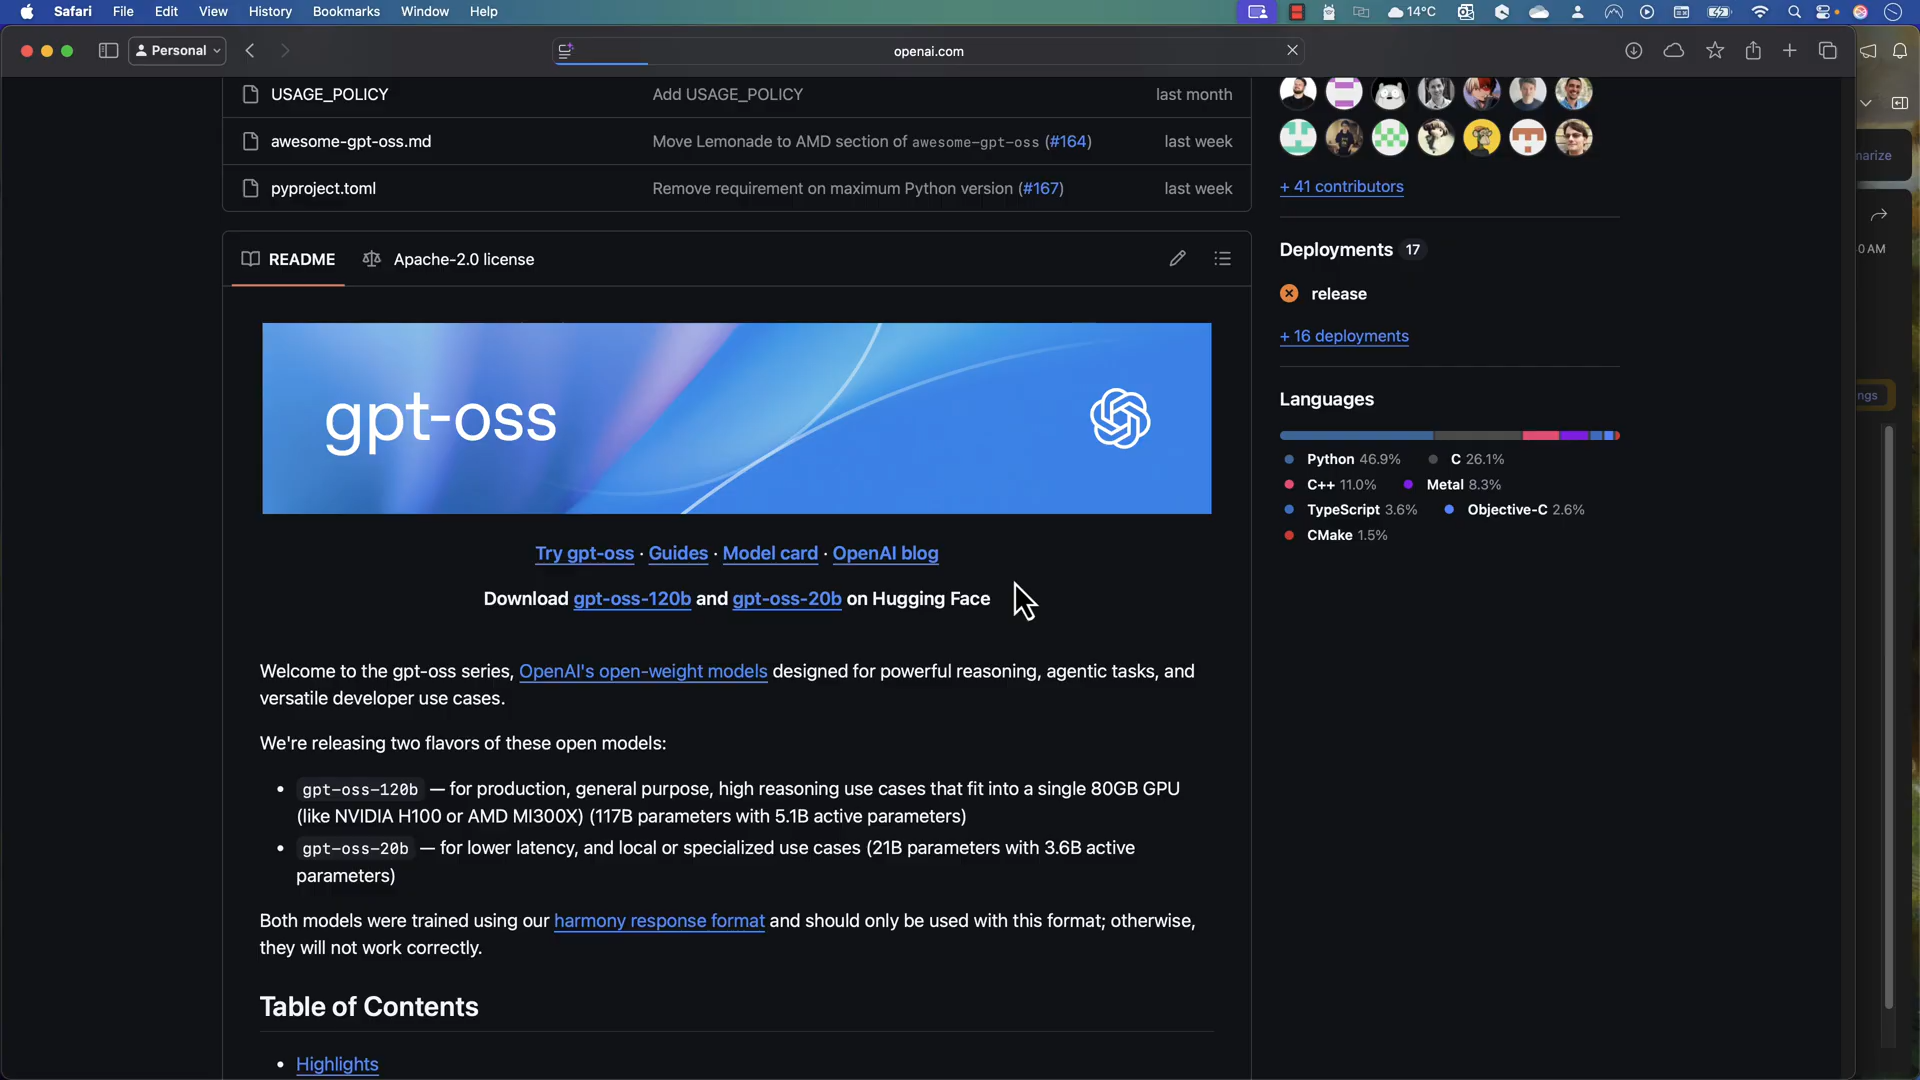 Safari File Edit View History Bookmarks Window Help 14°C
Personal
openai.com
USAGE_POLICY Add USAGE_POLICY last month
awesome-gpt-oss.md Move Lemonade to AMD section of awesome-gpt-oss (#164) last week
pyproject.toml Remove requirement on maximum Python version (#167) last week
README Apache-2.0 license
gpt-oss
Try gpt-oss · Guides · Model card · OpenAI blog
Download gpt-oss-120b and gpt-oss-20b on Hugging Face
Welcome to the gpt-oss series, OpenAI's open-weight models designed for powerful reasoning, agentic tasks, and
versatile developer use cases.
We're releasing two flavors of these open models:
• gpt-oss-120b — for production, general purpose, high reasoning use cases that fit into a single 80GB GPU
(like NVIDIA H100 or AMD MI300X) (117B parameters with 5.1B active parameters)
• gpt-oss-20b — for lower latency, and local or specialized use cases (21B parameters with 3.6B active
parameters)
Both models were trained using our harmony response format and should only be used with this format; otherwise,
they will not work correctly.
Table of Contents
• Highlights
+ 41 contributors
Deployments 17
release
+ 16 deployments
Languages
Python 46.9% C 26.1%
C++ 11.0% Metal 8.3%
TypeScript 3.6% Objective-C 2.6%
CMake 1.5%
marize
0 AM
ngs